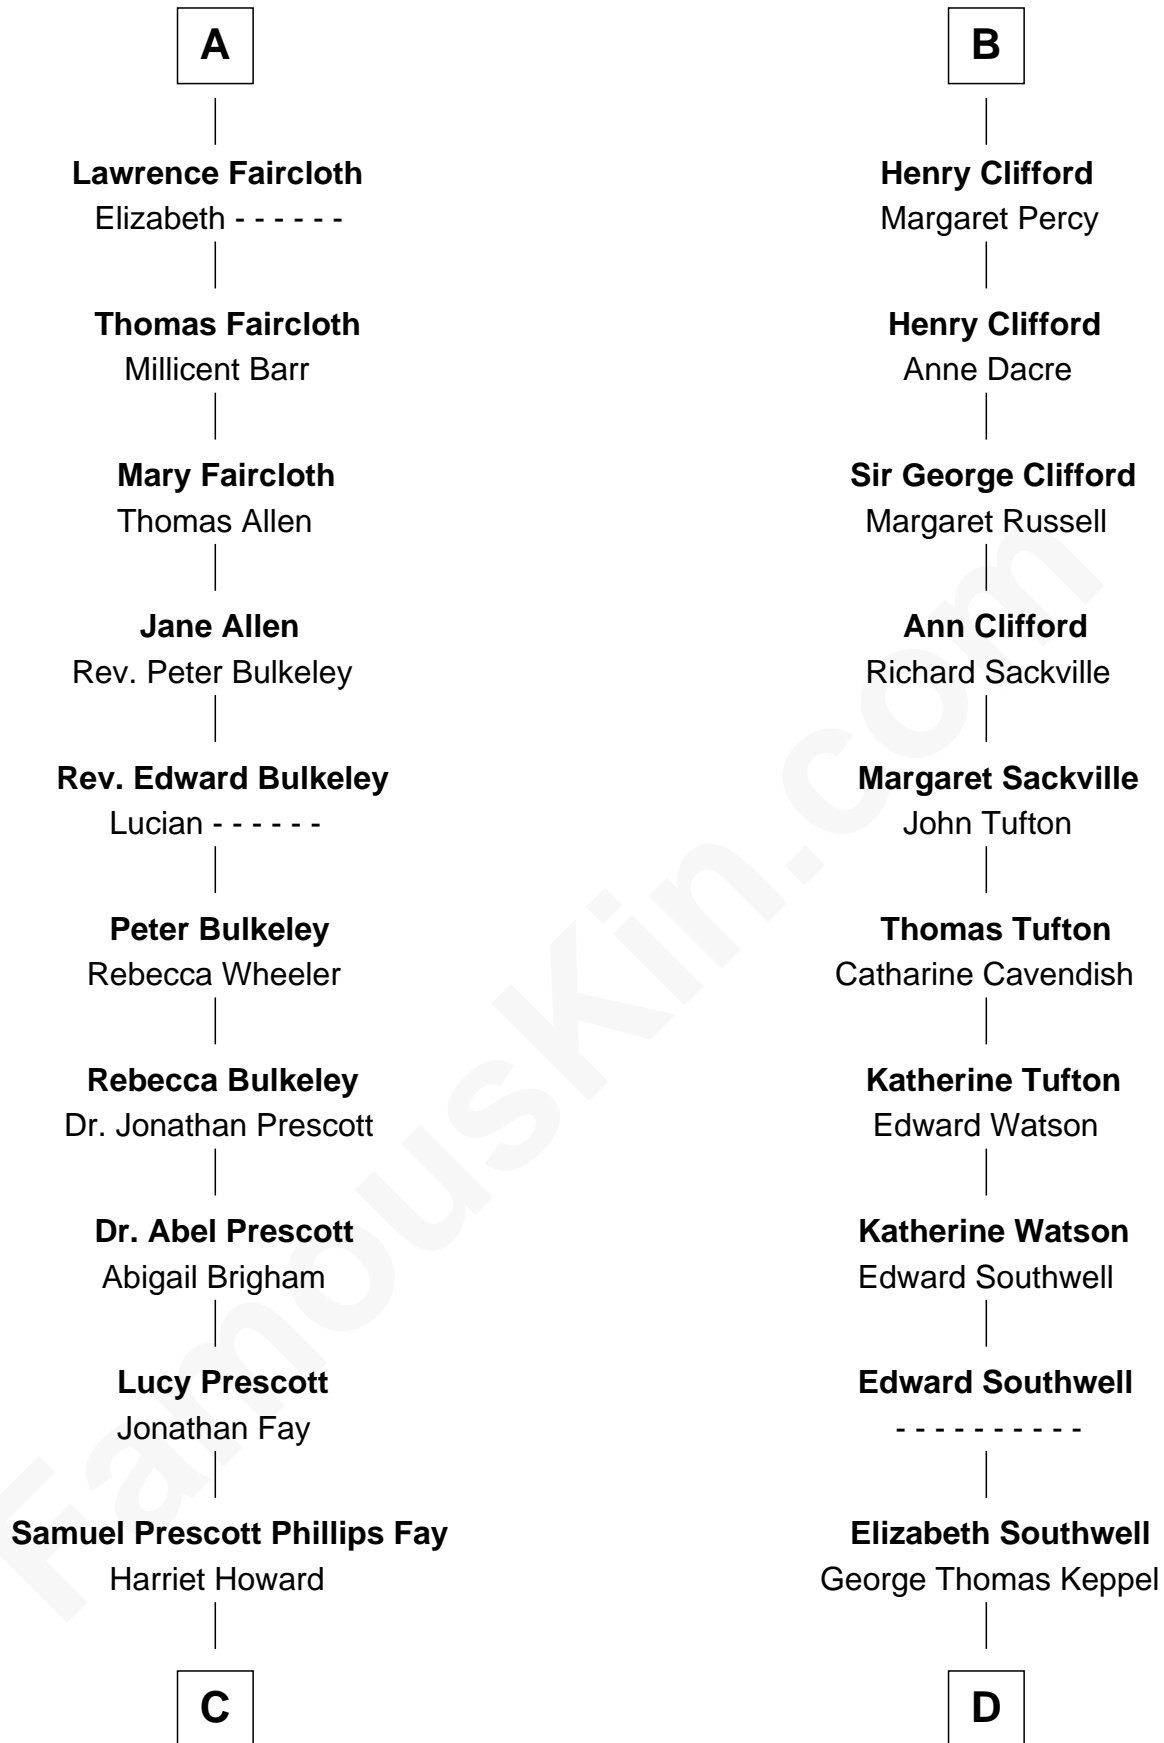 A
Lawrence Faircloth
Elizabeth - - - - - -
Thomas Faircloth
Millicent Barr
Mary Faircloth
Thomas Allen
Jane Allen
Rev. Peter Bulkeley
Rev. Edward Bulkeley
Lucian - - - - - -
Peter Bulkeley
Rebecca Wheeler
Rebecca Bulkeley
Dr. Jonathan Prescott
Dr. Abel Prescott
Abigail Brigham
Lucy Prescott
Jonathan Fay
Samuel Prescott Phillips Fay
Harriet Howard
C
B
Henry Clifford
Margaret Percy
Henry Clifford
Anne Dacre
Sir George Clifford
Margaret Russell
Ann Clifford
Richard Sackville
Margaret Sackville
John Tufton
Thomas Tufton
Catharine Cavendish
Katherine Tufton
Edward Watson
Katherine Watson
Edward Southwell
Edward Southwell
- - - - - - - - - -
Elizabeth Southwell
George Thomas Keppel
D
FamousKin.com